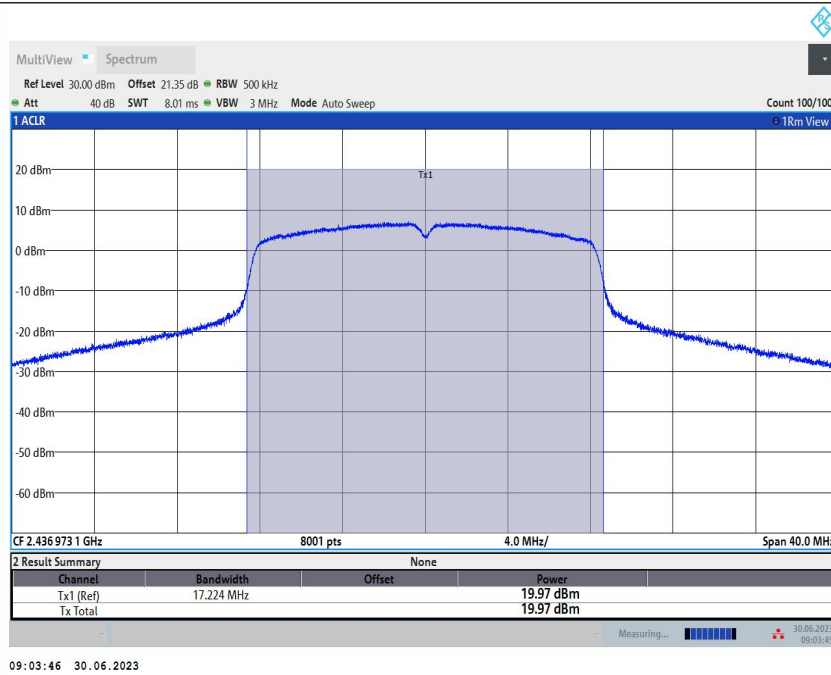 R S
MultiView Spectrum
Ref Level 30.00 dBm Offset 21.35 dB RBW 500 kHz
Att 40 dB SWT 8.01 ms VBW 3 MHz Mode Auto Sweep Count 100/100
1 ACLR 1Rm View
20 dBm
Tx1
10 dBm
0 dBm
-10 dBm
-20 dBm
-30 dBm
-40 dBm
-50 dBm
-60 dBm
CF 2.436 973 1 GHz 8001 pts 4.0 MHz/ Span 40.0 MHz
2 Result Summary None
Channel Bandwidth Offset Power
Tx1 (Ref) 17.224 MHz 19.97 dBm
Tx Total 19.97 dBm
Measuring... 30.06.2023
09:03:45
09:03:46 30.06.2023